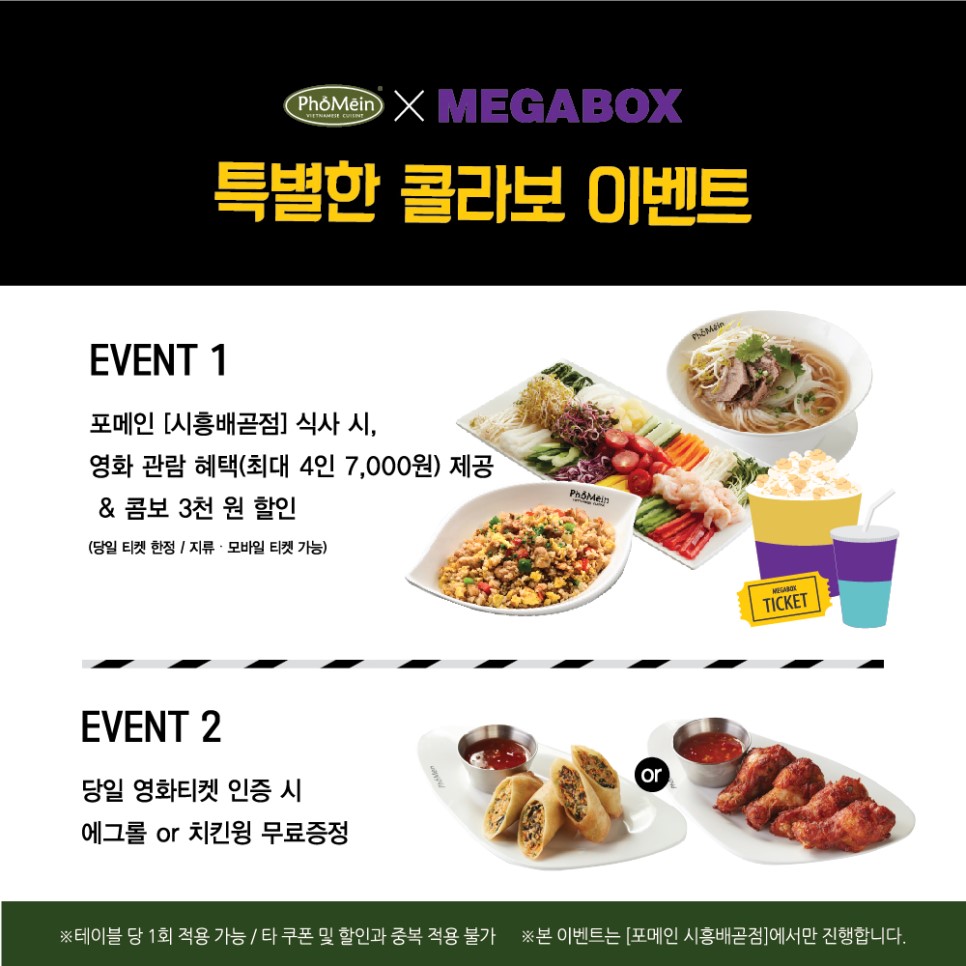 PhởMein × MEGABOX
VIETNAMESE CUISINE
특별한 콜라보 이벤트
EVENT 1
포메인 [시흥배곧점] 식사 시,
영화 관람 혜택(최대 4인 7,000원) 제공
& 콤보 3천 원 할인
(당일 티켓 한정 / 지류 · 모바일 티켓 가능)
PhởMein
PhởMein
VIETNAMESE CUISINE
MEGABOX
TICKET
EVENT 2
당일 영화티켓 인증 시
에그롤 or 치킨윙 무료증정
PhởMein
or
※테이블 당 1회 적용 가능 / 타 쿠폰 및 할인과 중복 적용 불가 ※본 이벤트는 [포메인 시흥배곧점]에서만 진행합니다.